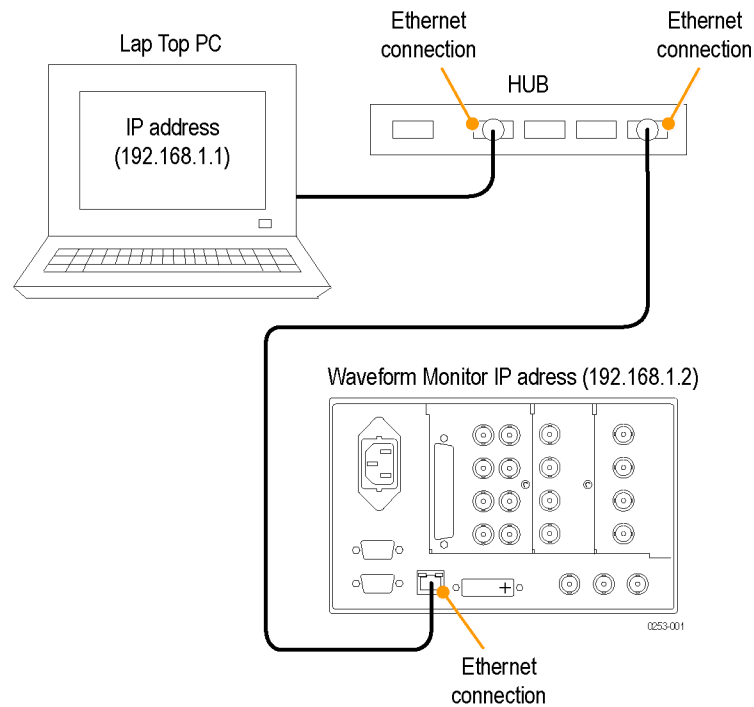 Ethernet
connection
Ethernet
connection
Lap Top PC
HUB
IP address
(192.168.1.1)
Waveform Monitor IP adress (192.168.1.2)
0253-001
Ethernet
connection